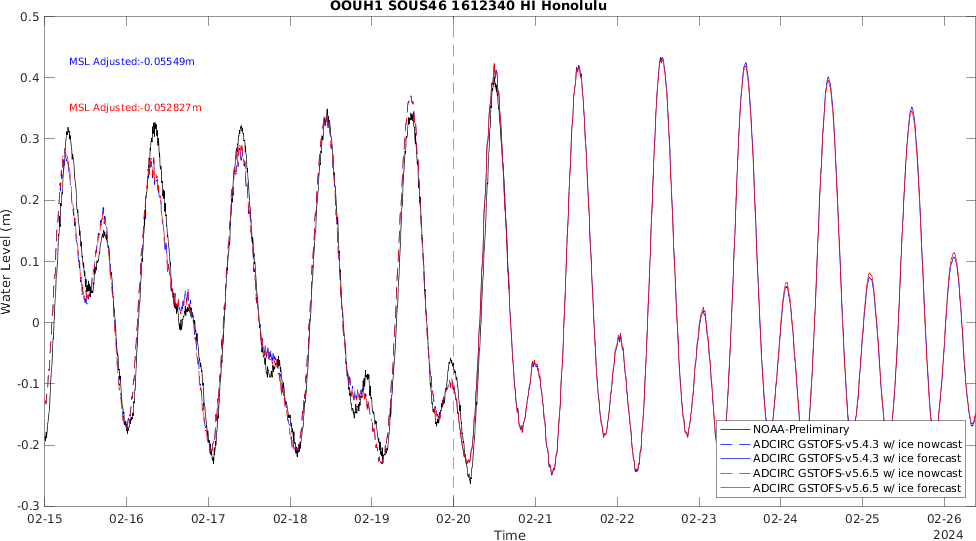 OOUH1 SOUS46 1612340 HI Honolulu
0.5
0.4
0.3
0.2
0.1
0
-0.1
-0.2
-0.3
Water Level (m)
MSL Adjusted:-0.05549m
MSL Adjusted:-0.052827m
NOAA-Preliminary
ADCIRC GSTOFS-v5.4.3 w/ ice nowcast
ADCIRC GSTOFS-v5.4.3 w/ ice forecast
ADCIRC GSTOFS-v5.6.5 w/ ice nowcast
ADCIRC GSTOFS-v5.6.5 w/ ice forecast
02-15 02-16 02-17 02-18 02-19 02-20 02-21 02-22 02-23 02-24 02-25 02-26
2024
Time